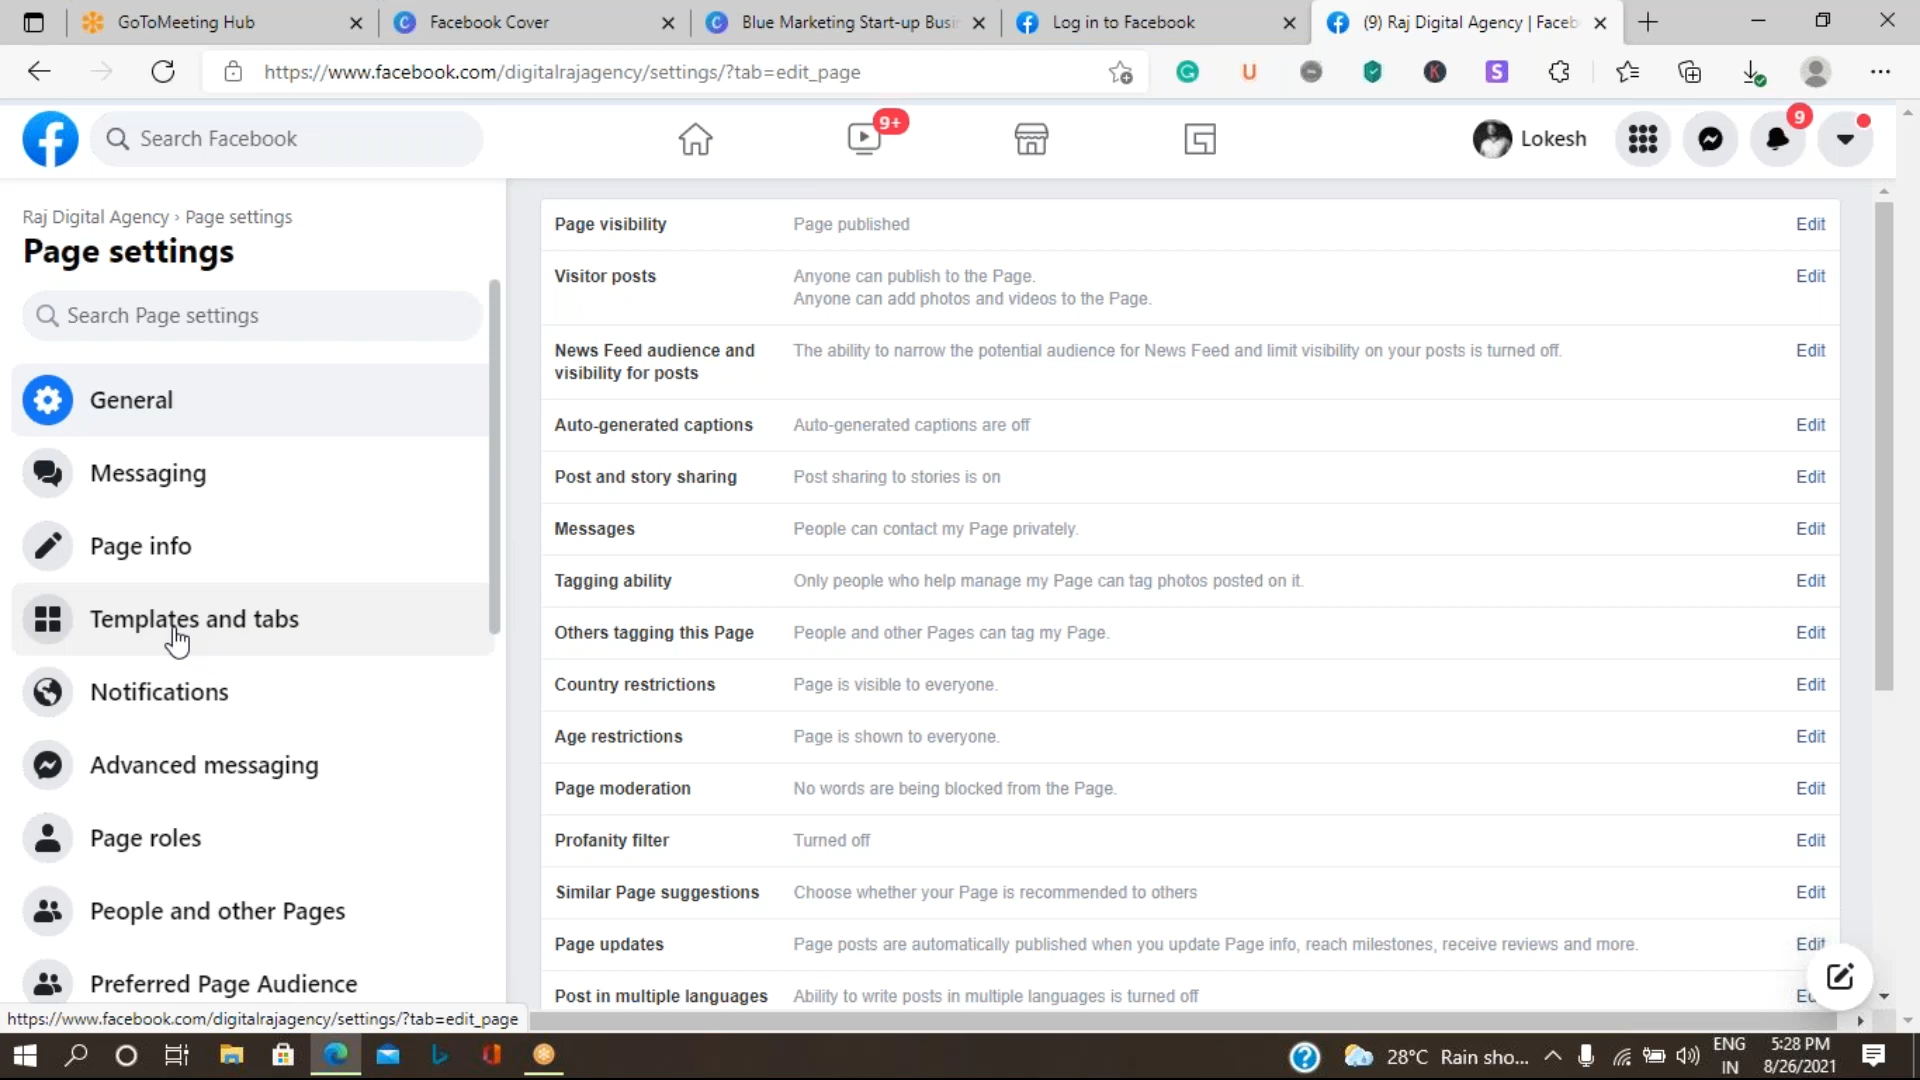 GoToMeeting Hub
Facebook Cover
Blue Marketing Start-up Busi
Log in to Facebook
(9) Raj Digital Agency | Faceb
https://www.facebook.com/digitalrajagency/settings/?tab=edit_page
Search Facebook
9+
Lokesh
9
Raj Digital Agency › Page settings
Page settings
Search Page settings
General
Messaging
Page info
Templates and tabs
Notifications
Advanced messaging
Page roles
People and other Pages
Preferred Page Audience
Page visibility Page published Edit
Visitor posts Anyone can publish to the Page. Edit
Anyone can add photos and videos to the Page.
News Feed audience and The ability to narrow the potential audience for News Feed and limit visibility on your posts is turned off. Edit
visibility for posts
Auto-generated captions Auto-generated captions are off Edit
Post and story sharing Post sharing to stories is on Edit
Messages People can contact my Page privately. Edit
Tagging ability Only people who help manage my Page can tag photos posted on it. Edit
Others tagging this Page People and other Pages can tag my Page. Edit
Country restrictions Page is visible to everyone. Edit
Age restrictions Page is shown to everyone. Edit
Page moderation No words are being blocked from the Page. Edit
Profanity filter Turned off Edit
Similar Page suggestions Choose whether your Page is recommended to others Edit
Page updates Page posts are automatically published when you update Page info, reach milestones, receive reviews and more. Edit
Post in multiple languages Ability to write posts in multiple languages is turned off
https://www.facebook.com/digitalrajagency/settings/?tab=edit_page
28°C Rain sho...
ENG
IN
5:28 PM
8/26/2021